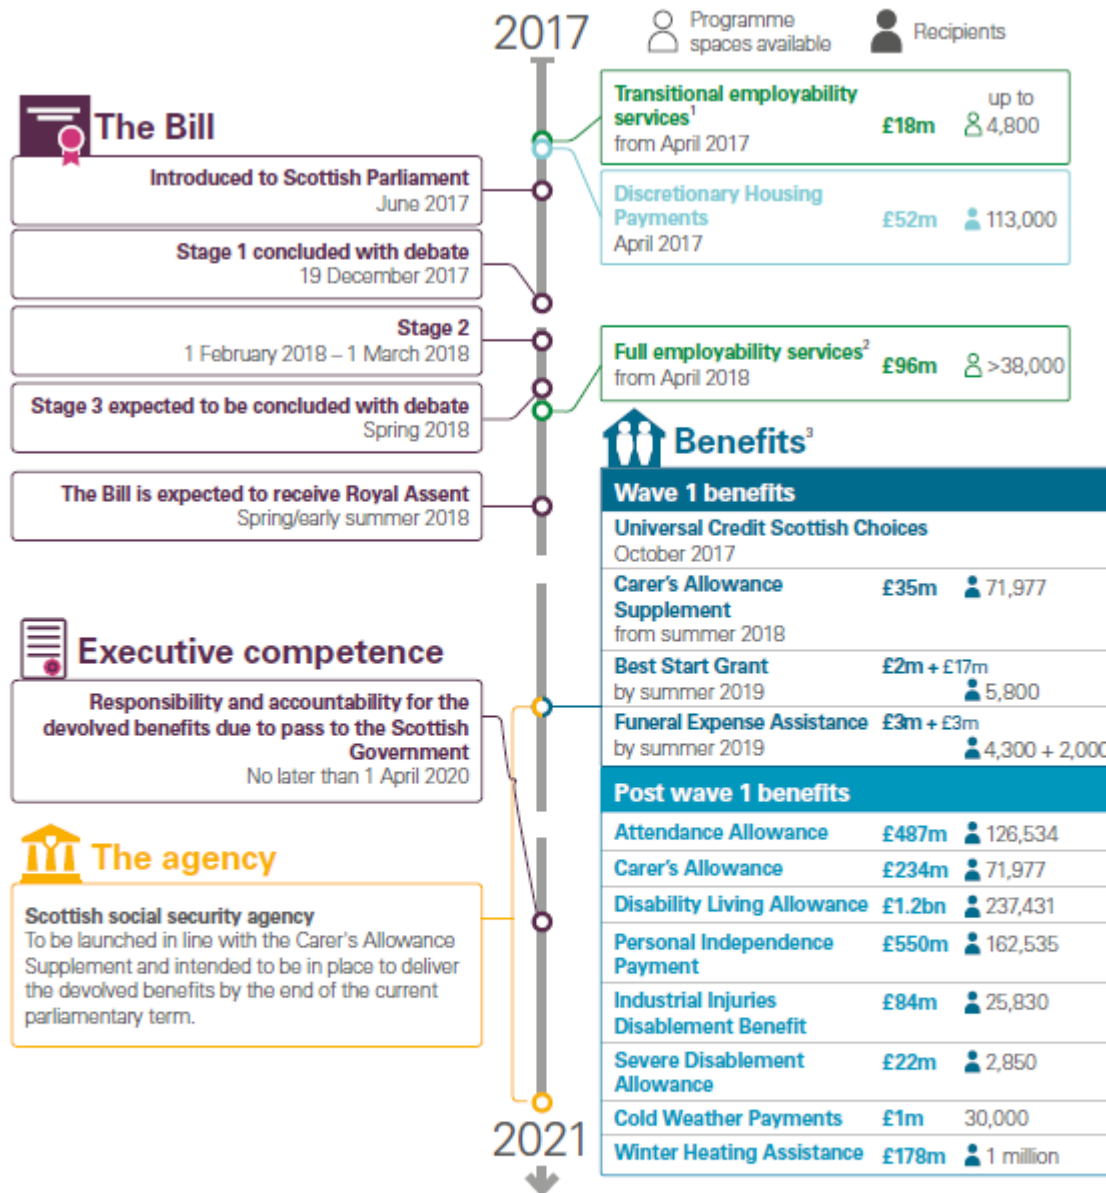 2017
Programme
spaces available
Recipients
The Bill
Introduced to Scottish Parliament
June 2017
Stage 1 concluded with debate
19 December 2017
Stage 2
1 February 2018 – 1 March 2018
Stage 3 expected to be concluded with debate
Spring 2018
The Bill is expected to receive Royal Assent
Spring/early summer 2018
Executive competence
Responsibility and accountability for the
devolved benefits due to pass to the Scottish
Government
No later than 1 April 2020
The agency
Scottish social security agency
To be launched in line with the Carer's Allowance
Supplement and intended to be in place to deliver
the devolved benefits by the end of the current
parliamentary term.
Transitional employability
services¹
from April 2017
£18m
up to
4,800
Discretionary Housing
Payments
April 2017
£52m
113,000
Full employability services²
from April 2018
£96m
>38,000
Benefits³
Wave 1 benefits
Universal Credit Scottish Choices
October 2017
Carer's Allowance
Supplement
from summer 2018
£35m
71,977
Best Start Grant
by summer 2019
£2m + £17m
5,800
Funeral Expense Assistance
by summer 2019
£3m + £3m
4,300 + 2,000
Post wave 1 benefits
Attendance Allowance £487m 126,534
Carer's Allowance £234m 71,977
Disability Living Allowance £1.2bn 237,431
Personal Independence
Payment
£550m 162,535
Industrial Injuries
Disablement Benefit
£84m 25,830
Severe Disablement
Allowance
£22m 2,850
Cold Weather Payments £1m 30,000
Winter Heating Assistance £178m 1 million
2021